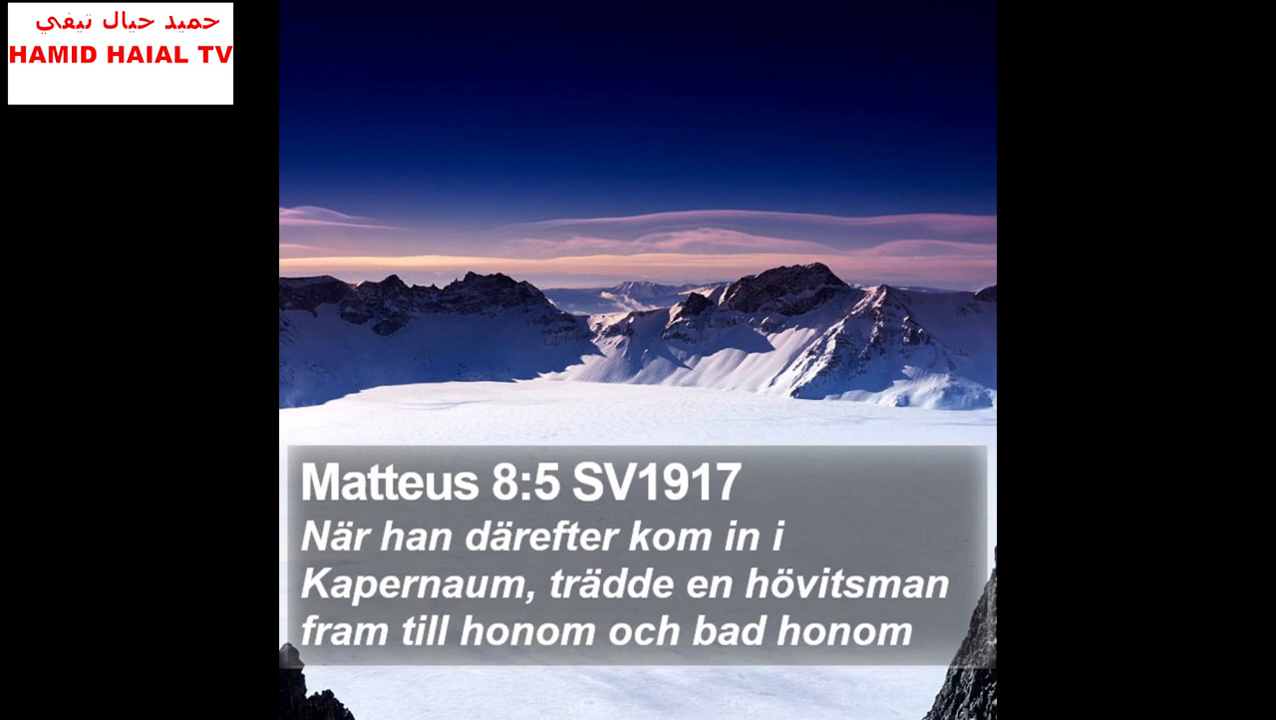 حميد حيال تيفي
HAMID HAIAL TV
Matteus 8:5 SV1917
När han därefter kom in i
Kapernaum, trädde en hövitsman
fram till honom och bad honom